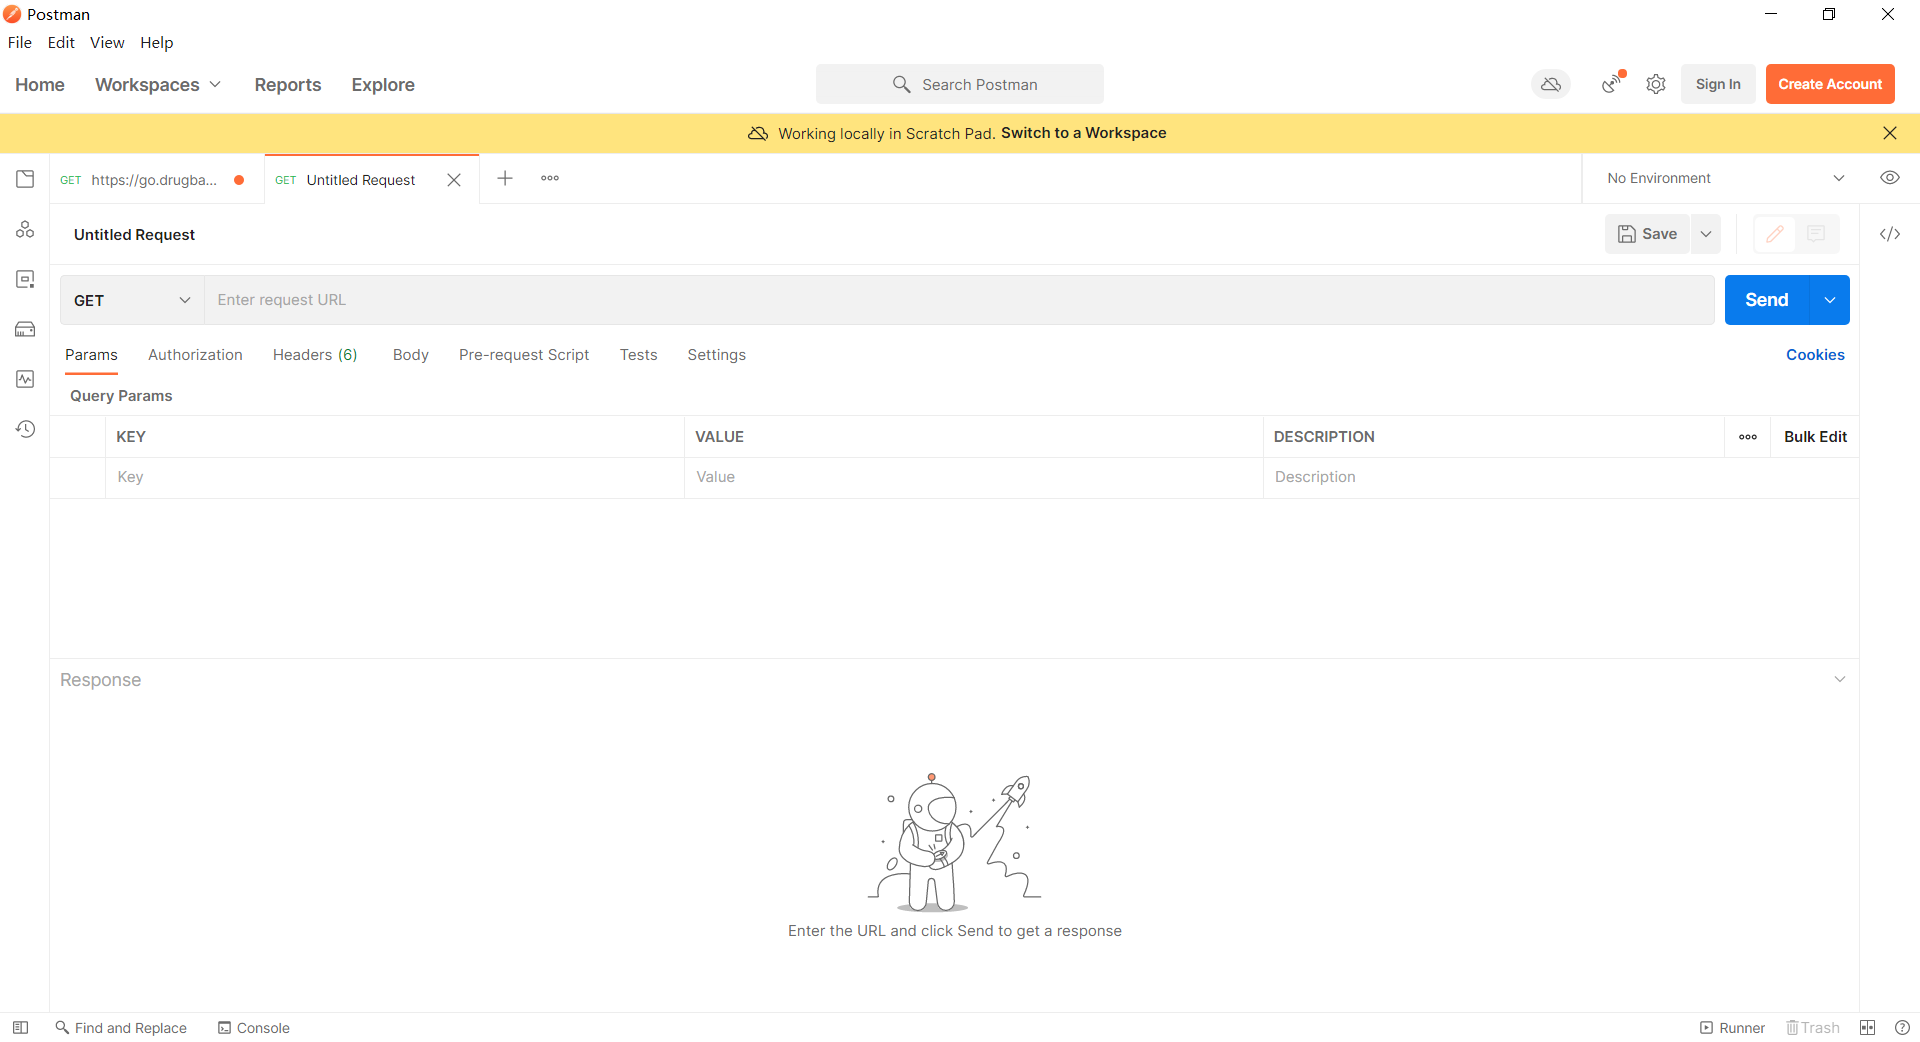 Postman
File Edit View Help
Home Workspaces Reports Explore Search Postman Sign In Create Account
Working locally in Scratch Pad. Switch to a Workspace
GET https://go.drugba... GET Untitled Request No Environment
Untitled Request Save
GET Enter request URL Send
Params Authorization Headers (6) Body Pre-request Script Tests Settings Cookies
Query Params
KEY VALUE DESCRIPTION Bulk Edit
Key Value Description
Response
Enter the URL and click Send to get a response
Find and Replace Console Runner Trash